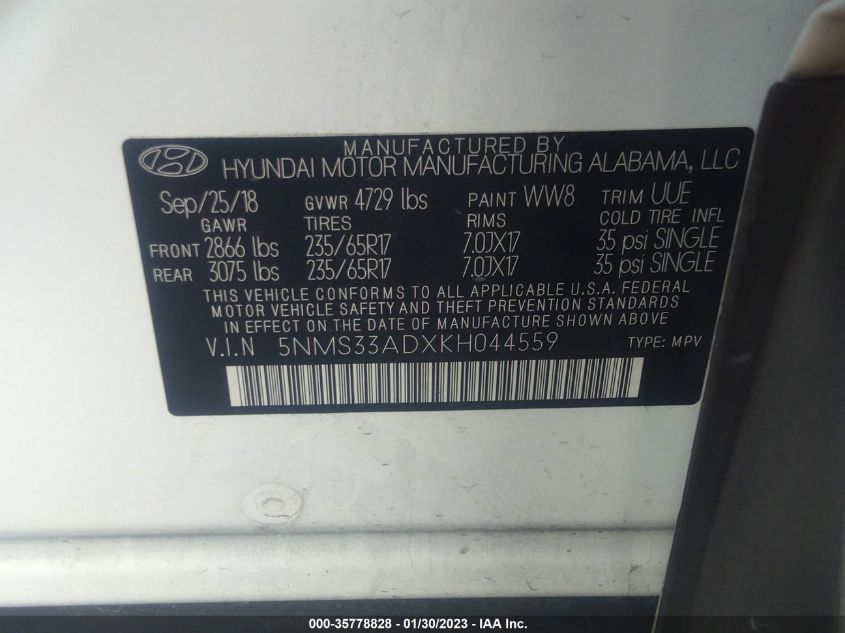 MANUFACTURED BY
HYUNDAI MOTOR MANUFACTURING ALABAMA, LLC
Sep/25/18 GVWR 4729 lbs PAINT WW8 TRIM UUE
GAWR TIRES RIMS COLD TIRE INFL
FRONT 2866 lbs 235/65R17 7.0JX17 35 psi SINGLE
REAR 3075 lbs 235/65R17 7.0JX17 35 psi SINGLE
THIS VEHICLE CONFORMS TO ALL APPLICABLE U.S.A. FEDERAL
MOTOR VEHICLE SAFETY AND THEFT PREVENTION STANDARDS
IN EFFECT ON THE DATE OF MANUFACTURE SHOWN ABOVE
V.I.N 5NMS33ADXKH044559 TYPE: MPV
000-35778828 - 01/30/2023 - IAA Inc.